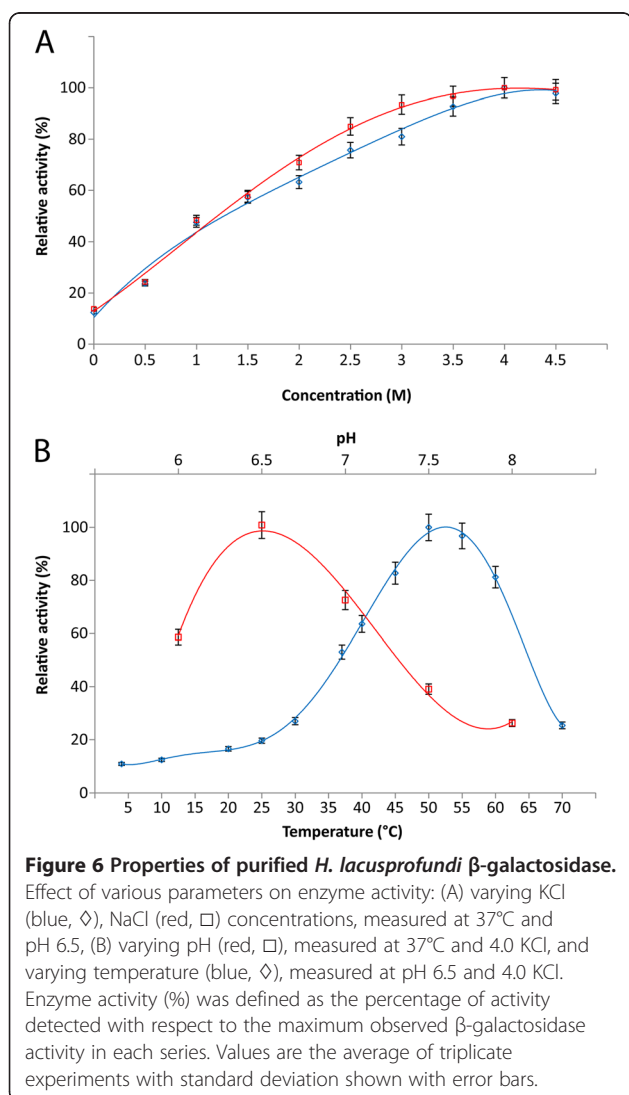 A
Relative activity (%)
100
80
60
40
20
0
0 0.5 1 1.5 2 2.5 3 3.5 4 4.5
Concentration (M)
B
pH
6 6.5 7 7.5 8
Relative activity (%)
100
80
60
40
20
0
5 10 15 20 25 30 35 40 45 50 55 60 65 70
Temperature (°C)
Figure 6 Properties of purified H. lacusprofundi β-galactosidase.
Effect of various parameters on enzyme activity: (A) varying KCl
(blue, ◊), NaCl (red, □) concentrations, measured at 37°C and
pH 6.5, (B) varying pH (red, □), measured at 37°C and 4.0 KCl, and
varying temperature (blue, ◊), measured at pH 6.5 and 4.0 KCl.
Enzyme activity (%) was defined as the percentage of activity
detected with respect to the maximum observed β-galactosidase
activity in each series. Values are the average of triplicate
experiments with standard deviation shown with error bars.